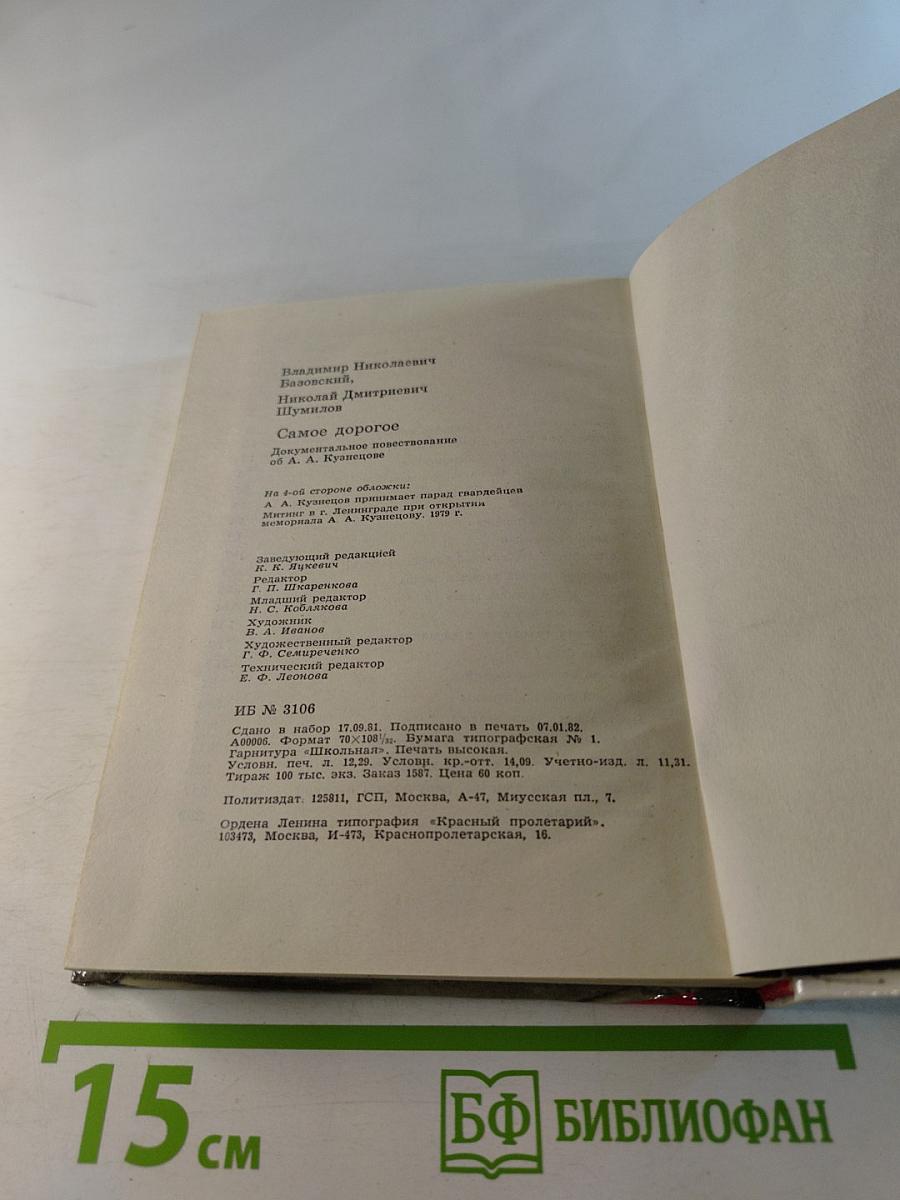 Владимир Николаевич
Базовский,
Николай Дмитриевич
Шумилов
Самое дорогое
Документальное повествование
об А. А. Кузнецове
На 4-ой стороне обложки:
А А. Кузнецов принимает парад гвардейцев
Митинг в г. Ленинграде при открытии
мемориала А А. Кузнецову. 1979 г.
Заведующий редакцией
К. К. Яцкевич
Редактор
Г. П. Шкаренкова
Младший редактор
Н. С. Коблякова
Художник
В. А. Иванов
Художественный редактор
Г. Ф. Семиреченко
Технический редактор
Е. Ф. Леонова
ИБ № 3106
Сдано в набор 17.09.81. Подписано в печать 07.01.82.
А00006. Формат 70×108¹/₃₂. Бумага типографская № 1.
Гарнитура «Школьная». Печать высокая.
Условн. печ. л. 12,29. Условн. кр.-отт. 14,09. Учетно-изд. л. 11,31.
Тираж 100 тыс. экз. Заказ 1587. Цена 60 коп.
Политиздат. 125811, ГСП, Москва, А-47, Миусская пл., 7.
Ордена Ленина типография «Красный пролетарий».
103473, Москва, И-473, Краснопролетарская, 16.
15 см
БФ БИБЛИОФАН